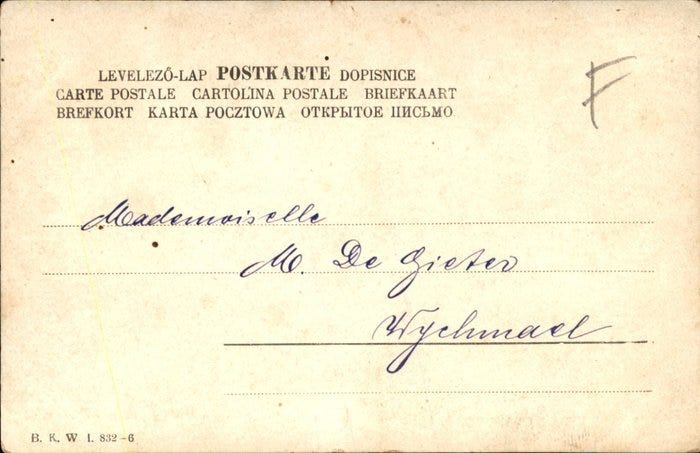 LEVELEZŐ-LAP POSTKARTE DOPISNICE
CARTE POSTALE CARTOLINA POSTALE BRIEFKAART
BREFKORT KARTA POCZTOWA ОТКРЫТОЕ ПИСЬМО
F
Mademoiselle
M. De Gieter
Wychmael
B. K. W I. 832-6